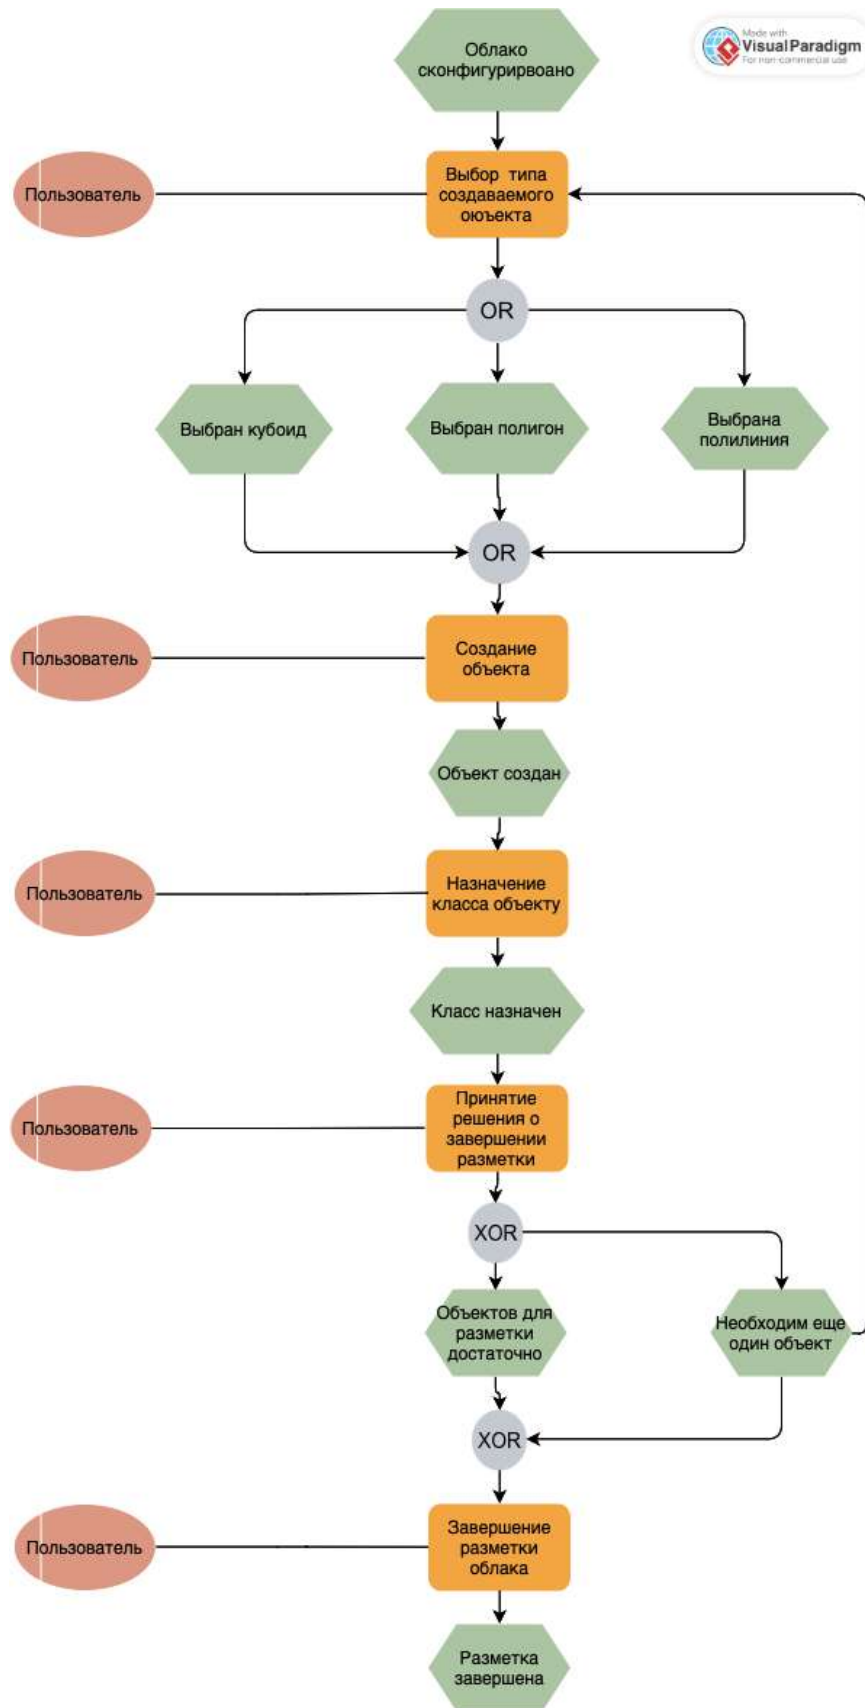 Made with
VisualParadigm
For non-commercial use
Облако
сконфигурирвоано
Пользователь
Выбор типа
создаваемого
оюъекта
OR
Выбран кубоид
Выбран полигон
Выбрана
полилиния
OR
Пользователь
Создание
объекта
Объект создан
Пользователь
Назначение
класса объекту
Класс назначен
Пользователь
Принятие
решения о
завершении
разметки
XOR
Объектов для
разметки
достаточно
Необходим еще
один объект
XOR
Пользователь
Завершение
разметки
облака
Разметка
завершена